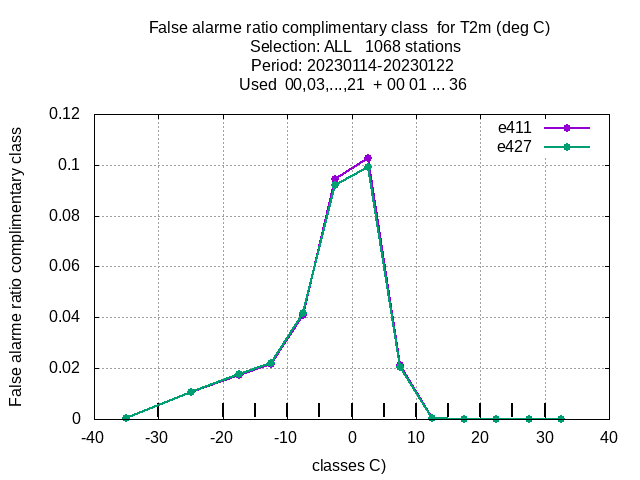 False alarme ratio complimentary class  for T2m (deg C)
Selection: ALL   1068 stations
Period: 20230114-20230122
Used  00,03,...,21  + 00 01 ... 36
e411
e427
False alarme ratio complimentary class
0.12
0.1
0.08
0.06
0.04
0.02
0
-40 -30 -20 -10 0 10 20 30 40
classes C)